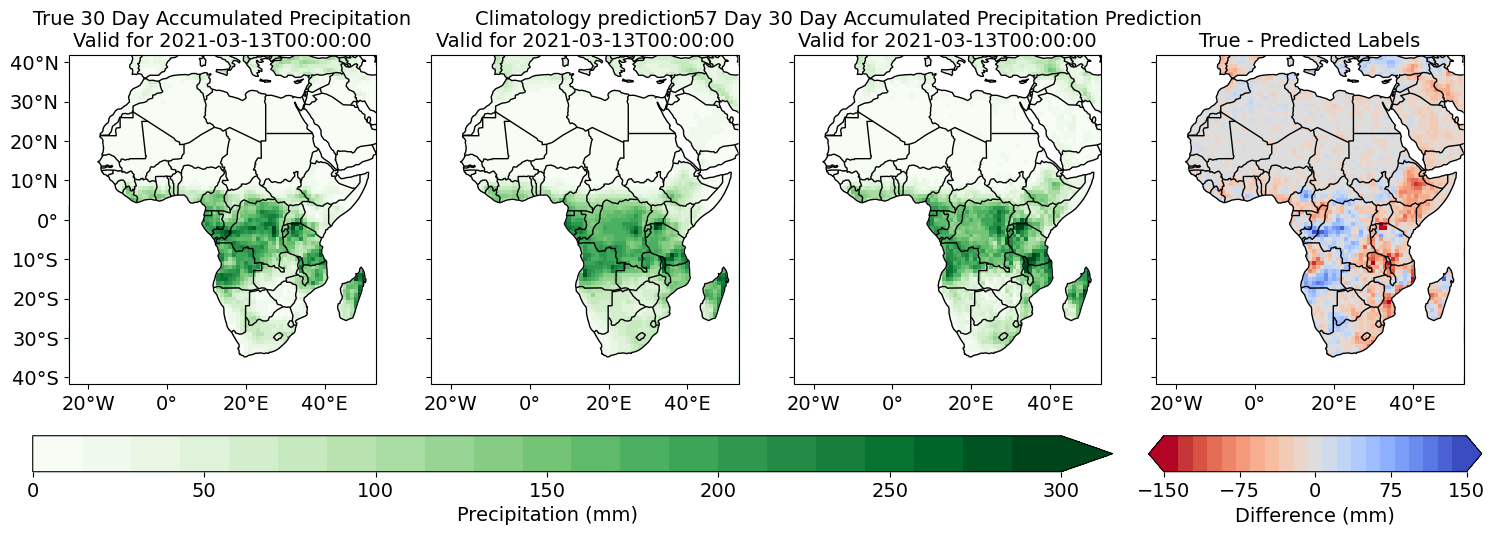 True 30 Day Accumulated Precipitation
Valid for 2021-03-13T00:00:00
Climatology prediction
Valid for 2021-03-13T00:00:00
57 Day 30 Day Accumulated Precipitation Prediction
Valid for 2021-03-13T00:00:00
True - Predicted Labels
40°N
30°N
20°N
10°N
0°
10°S
20°S
30°S
40°S
20°W 0° 20°E 40°E
20°W 0° 20°E 40°E
20°W 0° 20°E 40°E
20°W 0° 20°E 40°E
0 50 100 150 200 250 300
Precipitation (mm)
−150 −75 0 75 150
Difference (mm)